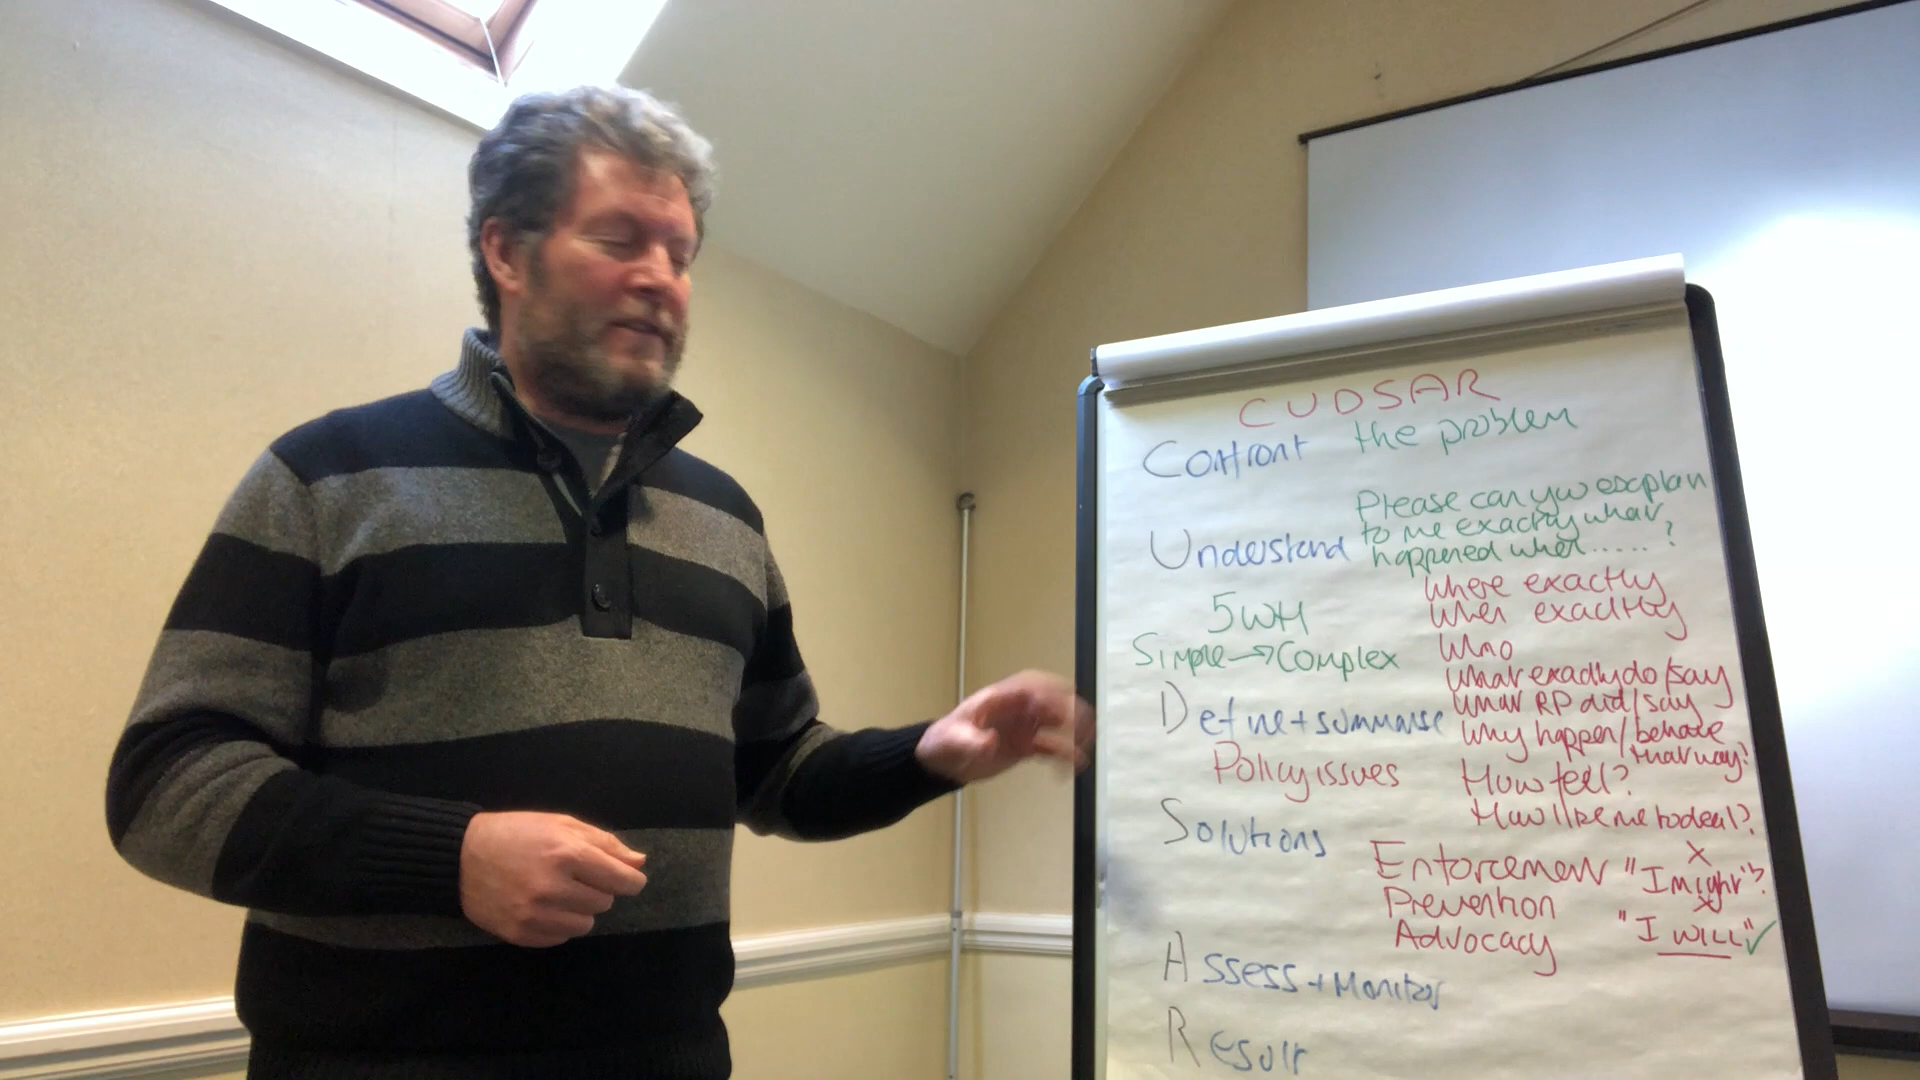 CUDSAR
Confront the problem
Please can you explain
to me exactly what
Understand happened when.....?
Where exactly
When exactly
5WH
Who
Simple → Complex
What exactly do/say
What RP did/say
Define + summarise
Why happen/behave
that way?
Policy issues
How feel?
How like me to deal?
Solutions
X
Enforcement "I might"?
Prevention X
Advocacy "I WILL" ✓
Assess + Monitor
Result